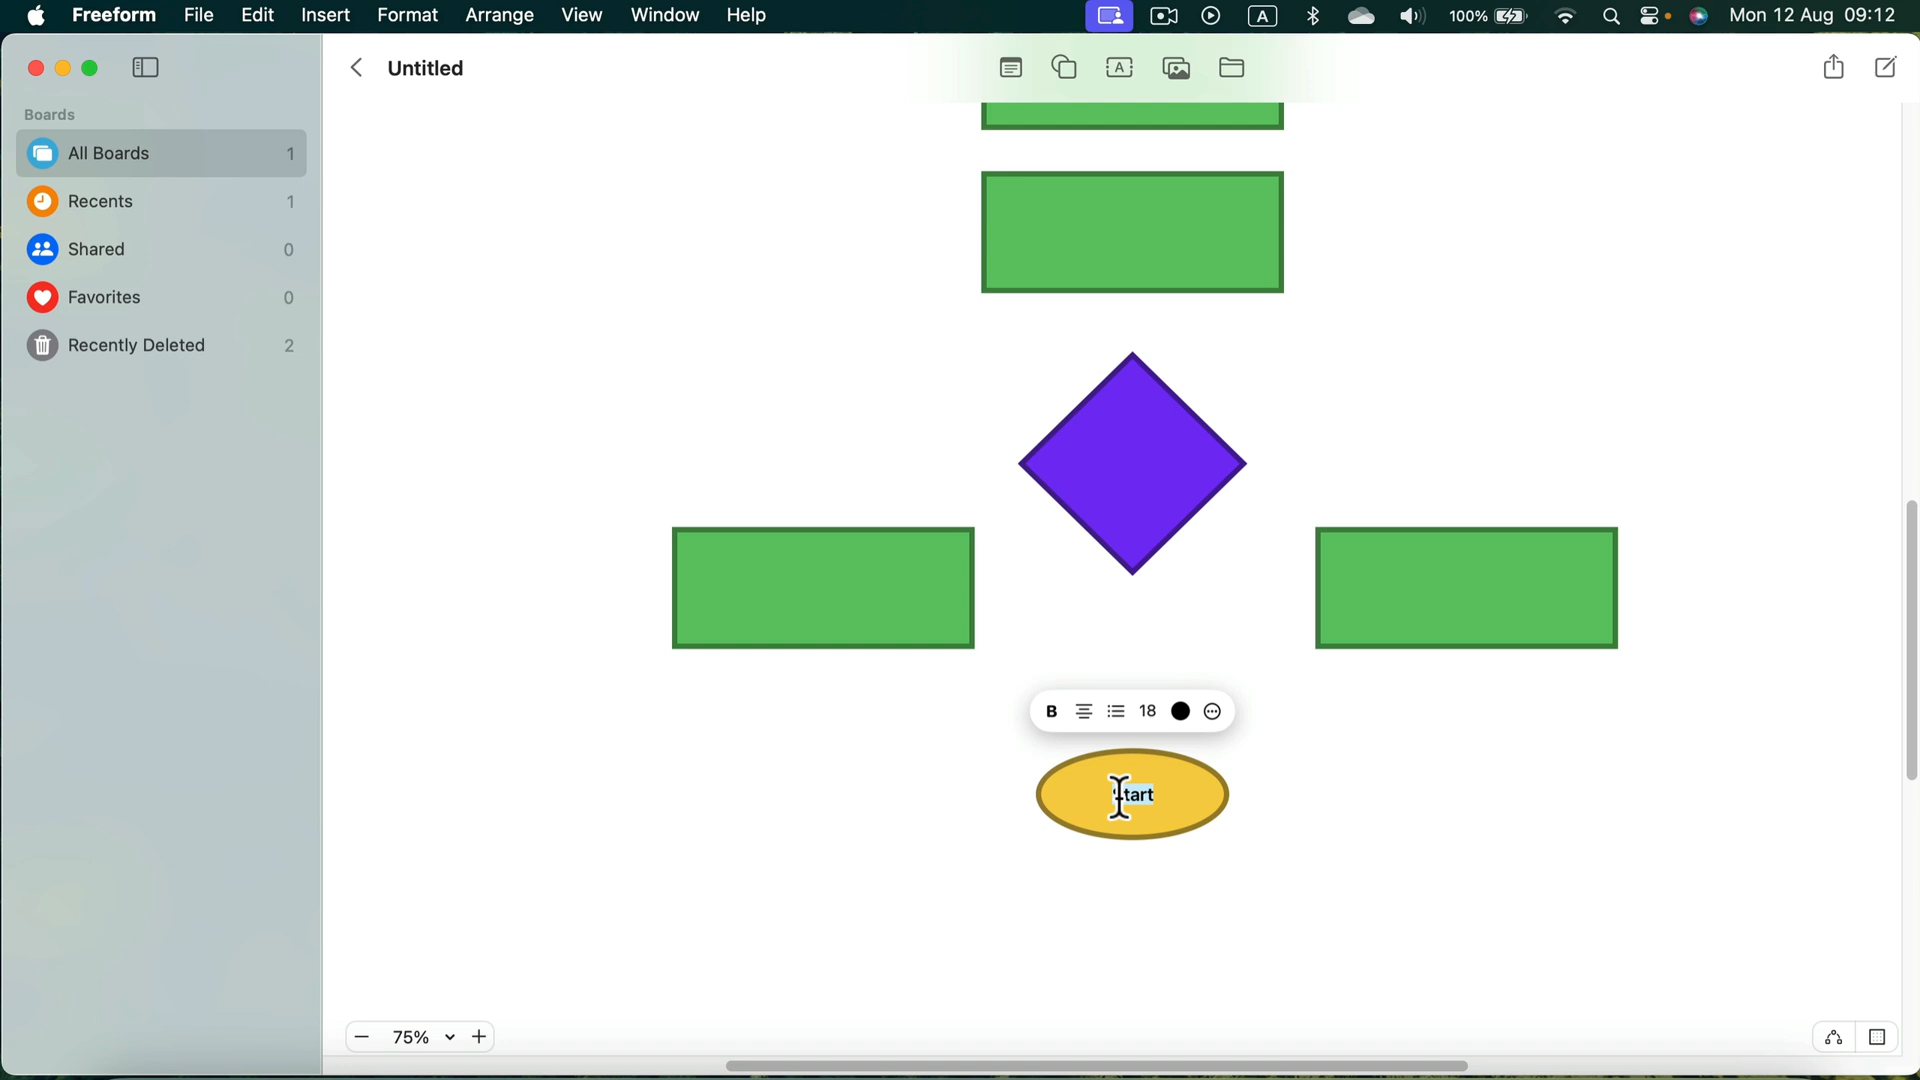 Freeform File Edit Insert Format Arrange View Window Help A 100% Mon 12 Aug 09:12
Untitled
A
Boards
All Boards 1
Recents 1
Shared 0
Favorites 0
Recently Deleted 2
B 18
Start
75%